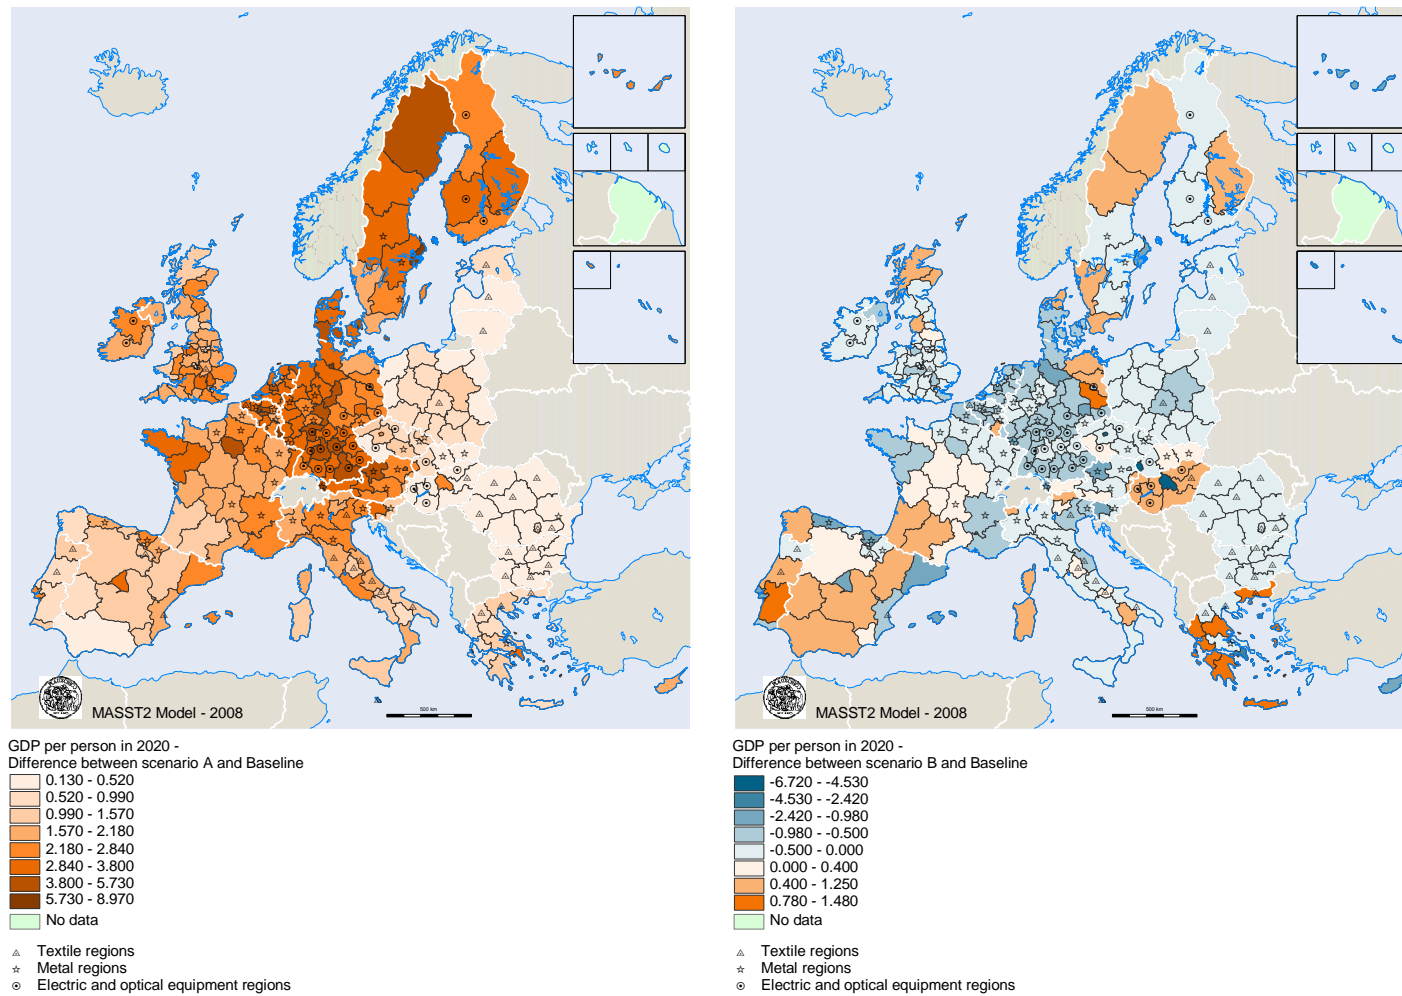 MASST2 Model - 2008
500 km
GDP per person in 2020 -
Difference between scenario A and Baseline
0.130 - 0.520
0.520 - 0.990
0.990 - 1.570
1.570 - 2.180
2.180 - 2.840
2.840 - 3.800
3.800 - 5.730
5.730 - 8.970
No data
Textile regions
Metal regions
Electric and optical equipment regions
MASST2 Model - 2008
500 km
GDP per person in 2020 -
Difference between scenario B and Baseline
-6.720 - -4.530
-4.530 - -2.420
-2.420 - -0.980
-0.980 - -0.500
-0.500 - 0.000
0.000 - 0.400
0.400 - 1.250
0.780 - 1.480
No data
Textile regions
Metal regions
Electric and optical equipment regions